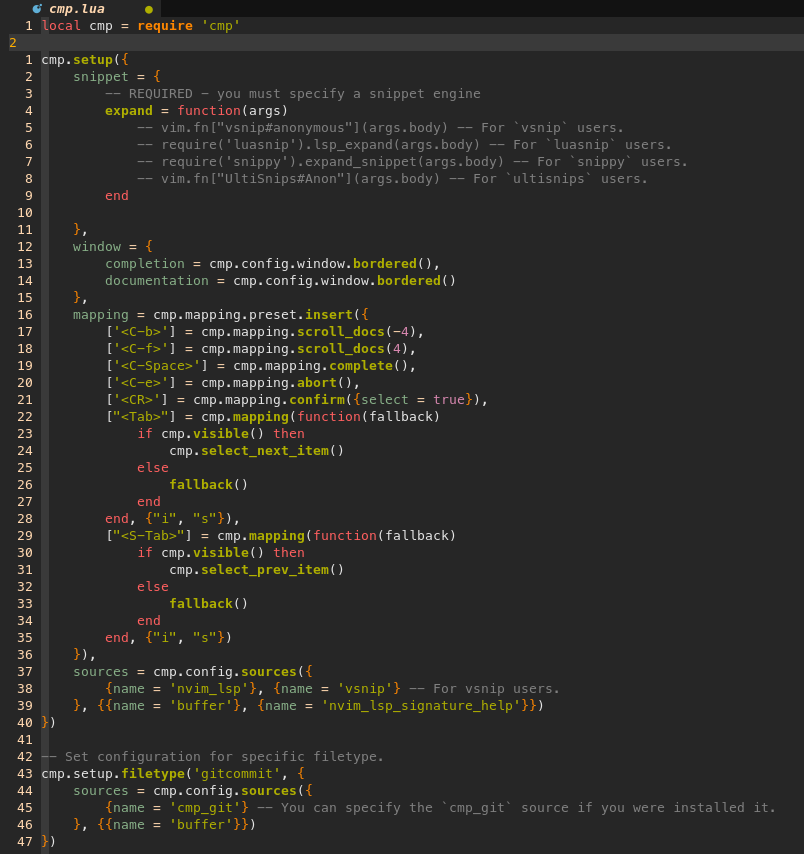 cmp.lua
1 local cmp = require 'cmp'
2
1 cmp.setup({
2     snippet = {
3         -- REQUIRED - you must specify a snippet engine
4         expand = function(args)
5             -- vim.fn["vsnip#anonymous"](args.body) -- For `vsnip` users.
6             -- require('luasnip').lsp_expand(args.body) -- For `luasnip` users.
7             -- require('snippy').expand_snippet(args.body) -- For `snippy` users.
8             -- vim.fn["UltiSnips#Anon"](args.body) -- For `ultisnips` users.
9         end
10
11     },
12     window = {
13         completion = cmp.config.window.bordered(),
14         documentation = cmp.config.window.bordered()
15     },
16     mapping = cmp.mapping.preset.insert({
17         ['<C-b>'] = cmp.mapping.scroll_docs(-4),
18         ['<C-f>'] = cmp.mapping.scroll_docs(4),
19         ['<C-Space>'] = cmp.mapping.complete(),
20         ['<C-e>'] = cmp.mapping.abort(),
21         ['<CR>'] = cmp.mapping.confirm({select = true}),
22         ["<Tab>"] = cmp.mapping(function(fallback)
23             if cmp.visible() then
24                 cmp.select_next_item()
25             else
26                 fallback()
27             end
28         end, {"i", "s"}),
29         ["<S-Tab>"] = cmp.mapping(function(fallback)
30             if cmp.visible() then
31                 cmp.select_prev_item()
32             else
33                 fallback()
34             end
35         end, {"i", "s"})
36     }),
37     sources = cmp.config.sources({
38         {name = 'nvim_lsp'}, {name = 'vsnip'} -- For vsnip users.
39     }, {{name = 'buffer'}, {name = 'nvim_lsp_signature_help'}})
40 })
41
42 -- Set configuration for specific filetype.
43 cmp.setup.filetype('gitcommit', {
44     sources = cmp.config.sources({
45         {name = 'cmp_git'} -- You can specify the `cmp_git` source if you were installed it.
46     }, {{name = 'buffer'}})
47 })